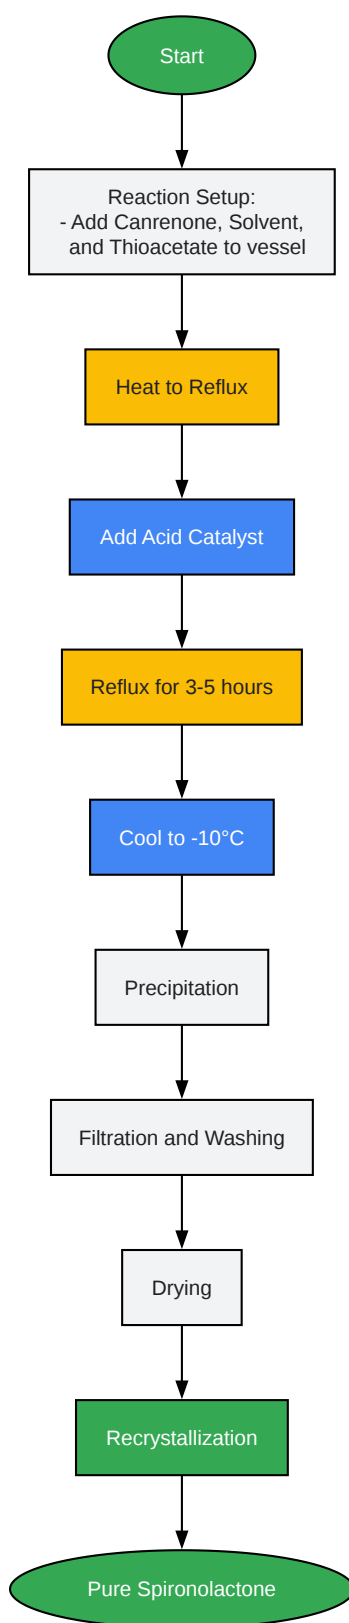 Start
Reaction Setup:
- Add Canrenone, Solvent,
and Thioacetate to vessel
Heat to Reflux
Add Acid Catalyst
Reflux for 3-5 hours
Cool to -10°C
Precipitation
Filtration and Washing
Drying
Recrystallization
Pure Spironolactone